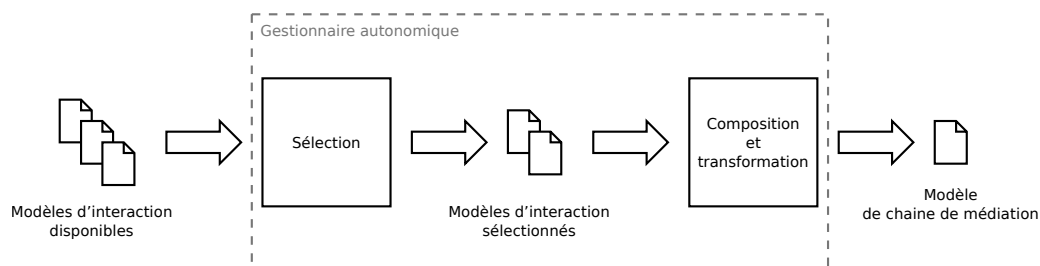 Gestionnaire autonomique
Sélection
Composition
et
transformation
Modèles d’interaction
disponibles
Modèles d’interaction
sélectionnés
Modèle
de chaine de médiation